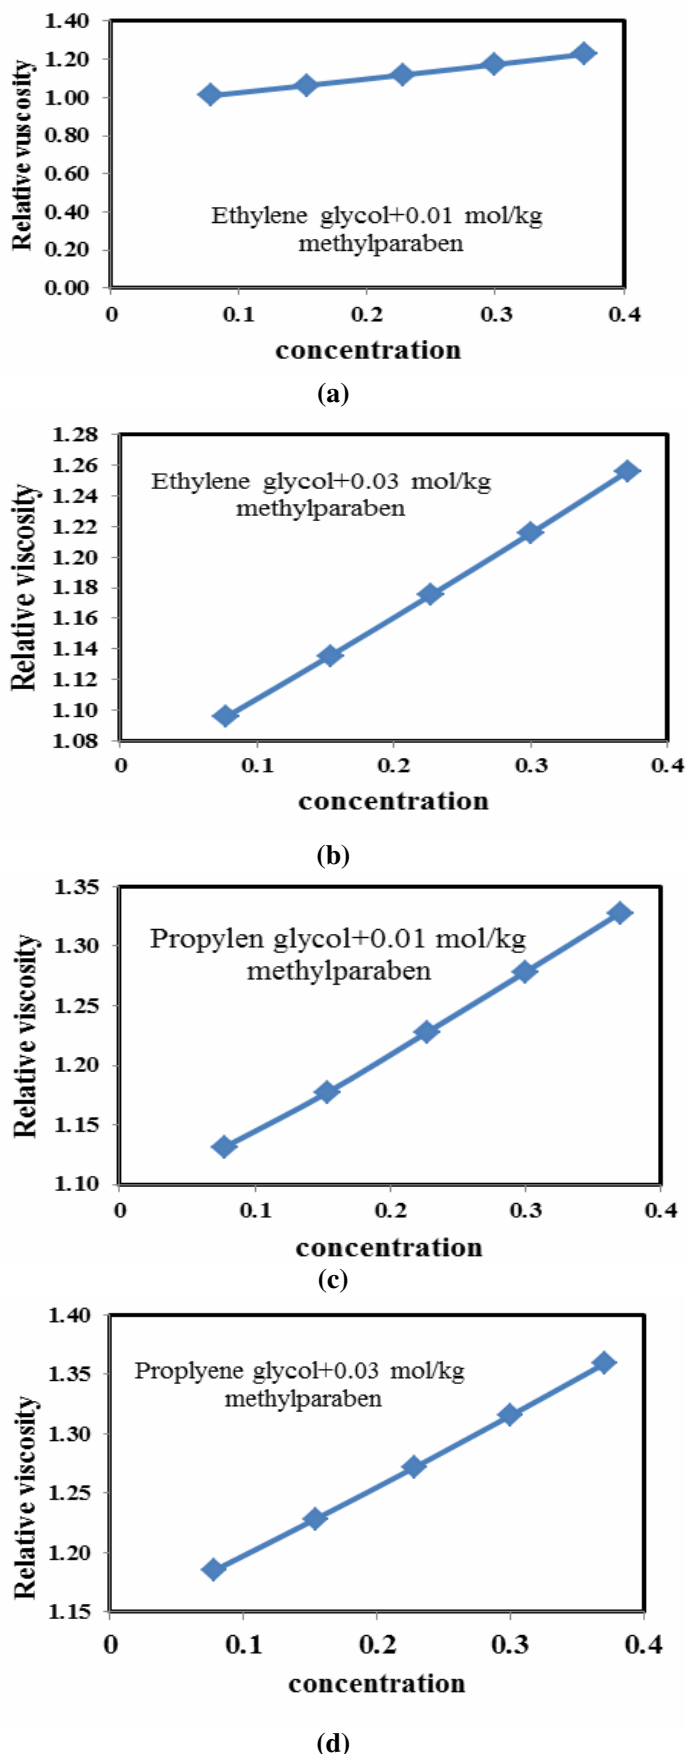 1.40
1.20
1.00
0.80
0.60
0.40
0.20
0.00
Relative vuscosity
Ethylene glycol+0.01 mol/kg
methylparaben
0 0.1 0.2 0.3 0.4
concentration
(a)
1.28
1.26
1.24
1.22
1.20
1.18
1.16
1.14
1.12
1.10
1.08
Relative viscosity
Ethylene glycol+0.03 mol/kg
methylparaben
0 0.1 0.2 0.3 0.4
concentration
(b)
1.35
1.30
1.25
1.20
1.15
1.10
Relative viscosity
Propylen glycol+0.01 mol/kg
methylparaben
0 0.1 0.2 0.3 0.4
concentration
(c)
1.40
1.35
1.30
1.25
1.20
1.15
Relative viscosity
Proplyene glycol+0.03 mol/kg
methylparaben
0 0.1 0.2 0.3 0.4
concentration
(d)